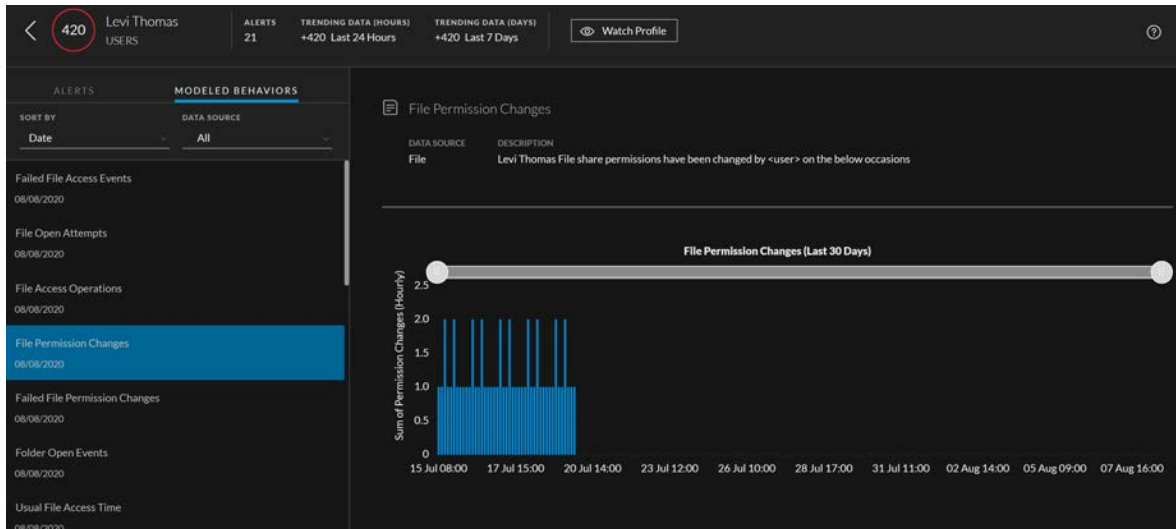 420
Levi Thomas
USERS
ALERTS
21
TRENDING DATA (HOURS)
+420 Last 24 Hours
TRENDING DATA (DAYS)
+420 Last 7 Days
Watch Profile
ALERTS
MODELED BEHAVIORS
SORT BY
Date
DATA SOURCE
All
Failed File Access Events
08/08/2020
File Open Attempts
08/08/2020
File Access Operations
08/08/2020
File Permission Changes
08/08/2020
Failed File Permission Changes
08/08/2020
Folder Open Events
08/08/2020
Usual File Access Time
08/08/2020
File Permission Changes
DATA SOURCE
File
DESCRIPTION
Levi Thomas File share permissions have been changed by <user> on the below occasions
File Permission Changes (Last 30 Days)
Sum of Permission Changes (Hourly)
2.5
2.0
1.5
1.0
0.5
0
15 Jul 08:00 17 Jul 15:00 20 Jul 14:00 23 Jul 12:00 26 Jul 10:00 28 Jul 17:00 31 Jul 11:00 02 Aug 14:00 05 Aug 09:00 07 Aug 16:00